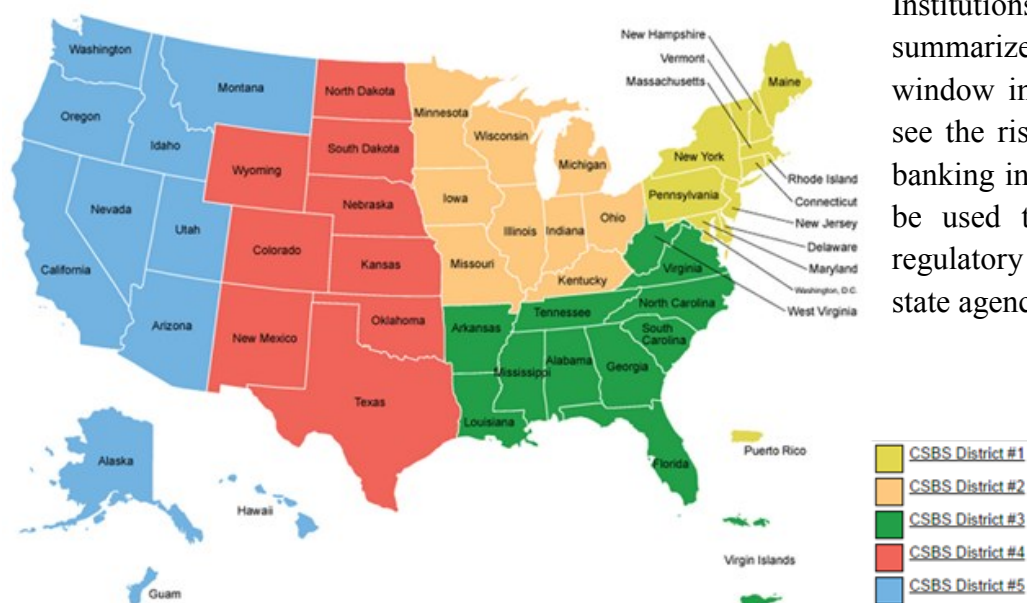 Washington
Montana
Oregon
Idaho
Wyoming
Nevada
Utah
California
Colorado
Arizona
New Mexico
North Dakota
South Dakota
Nebraska
Kansas
Oklahoma
Texas
Minnesota
Wisconsin
Michigan
Iowa
Illinois
Indiana
Ohio
Missouri
Kentucky
New Hampshire
Vermont
Massachusetts
Maine
New York
Pennsylvania
Rhode Island
Connecticut
New Jersey
Delaware
Maryland
Washington, D.C.
West Virginia
Virginia
North Carolina
Tennessee
South
Carolina
Arkansas
Mississippi
Alabama
Georgia
Louisiana
Florida
Alaska
Hawaii
Guam
Puerto Rico
Virgin Islands
Institutions
summarize
window in
see the ris
banking in
be used t
regulatory
state agenc
CSBS District #1
CSBS District #2
CSBS District #3
CSBS District #4
CSBS District #5